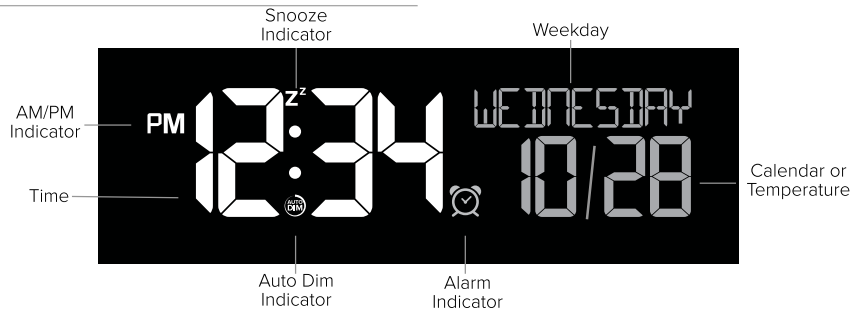 Snooze
Indicator
Weekday
AM/PM
Indicator
PM
12:34
Zz
WEDNESDAY
10/28
Time
AUTO
DIM
Calendar or
Temperature
Auto Dim
Indicator
Alarm
Indicator